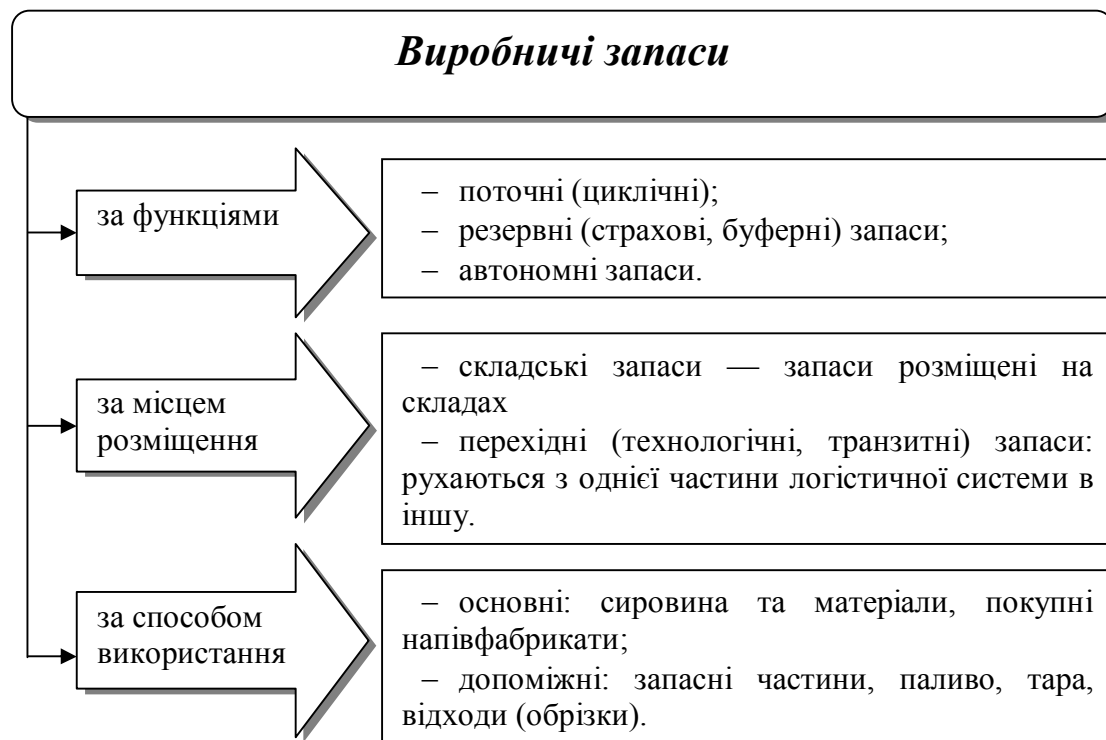 Виробничі запаси
за функціями
– поточні (циклічні);
– резервні (страхові, буферні) запаси;
– автономні запаси.
за місцем
розміщення
– складські запаси — запаси розміщені на
складах
– перехідні (технологічні, транзитні) запаси:
рухаються з однієї частини логістичної системи в
іншу.
за способом
використання
– основні: сировина та матеріали, покупні
напівфабрикати;
– допоміжні: запасні частини, паливо, тара,
відходи (обрізки).